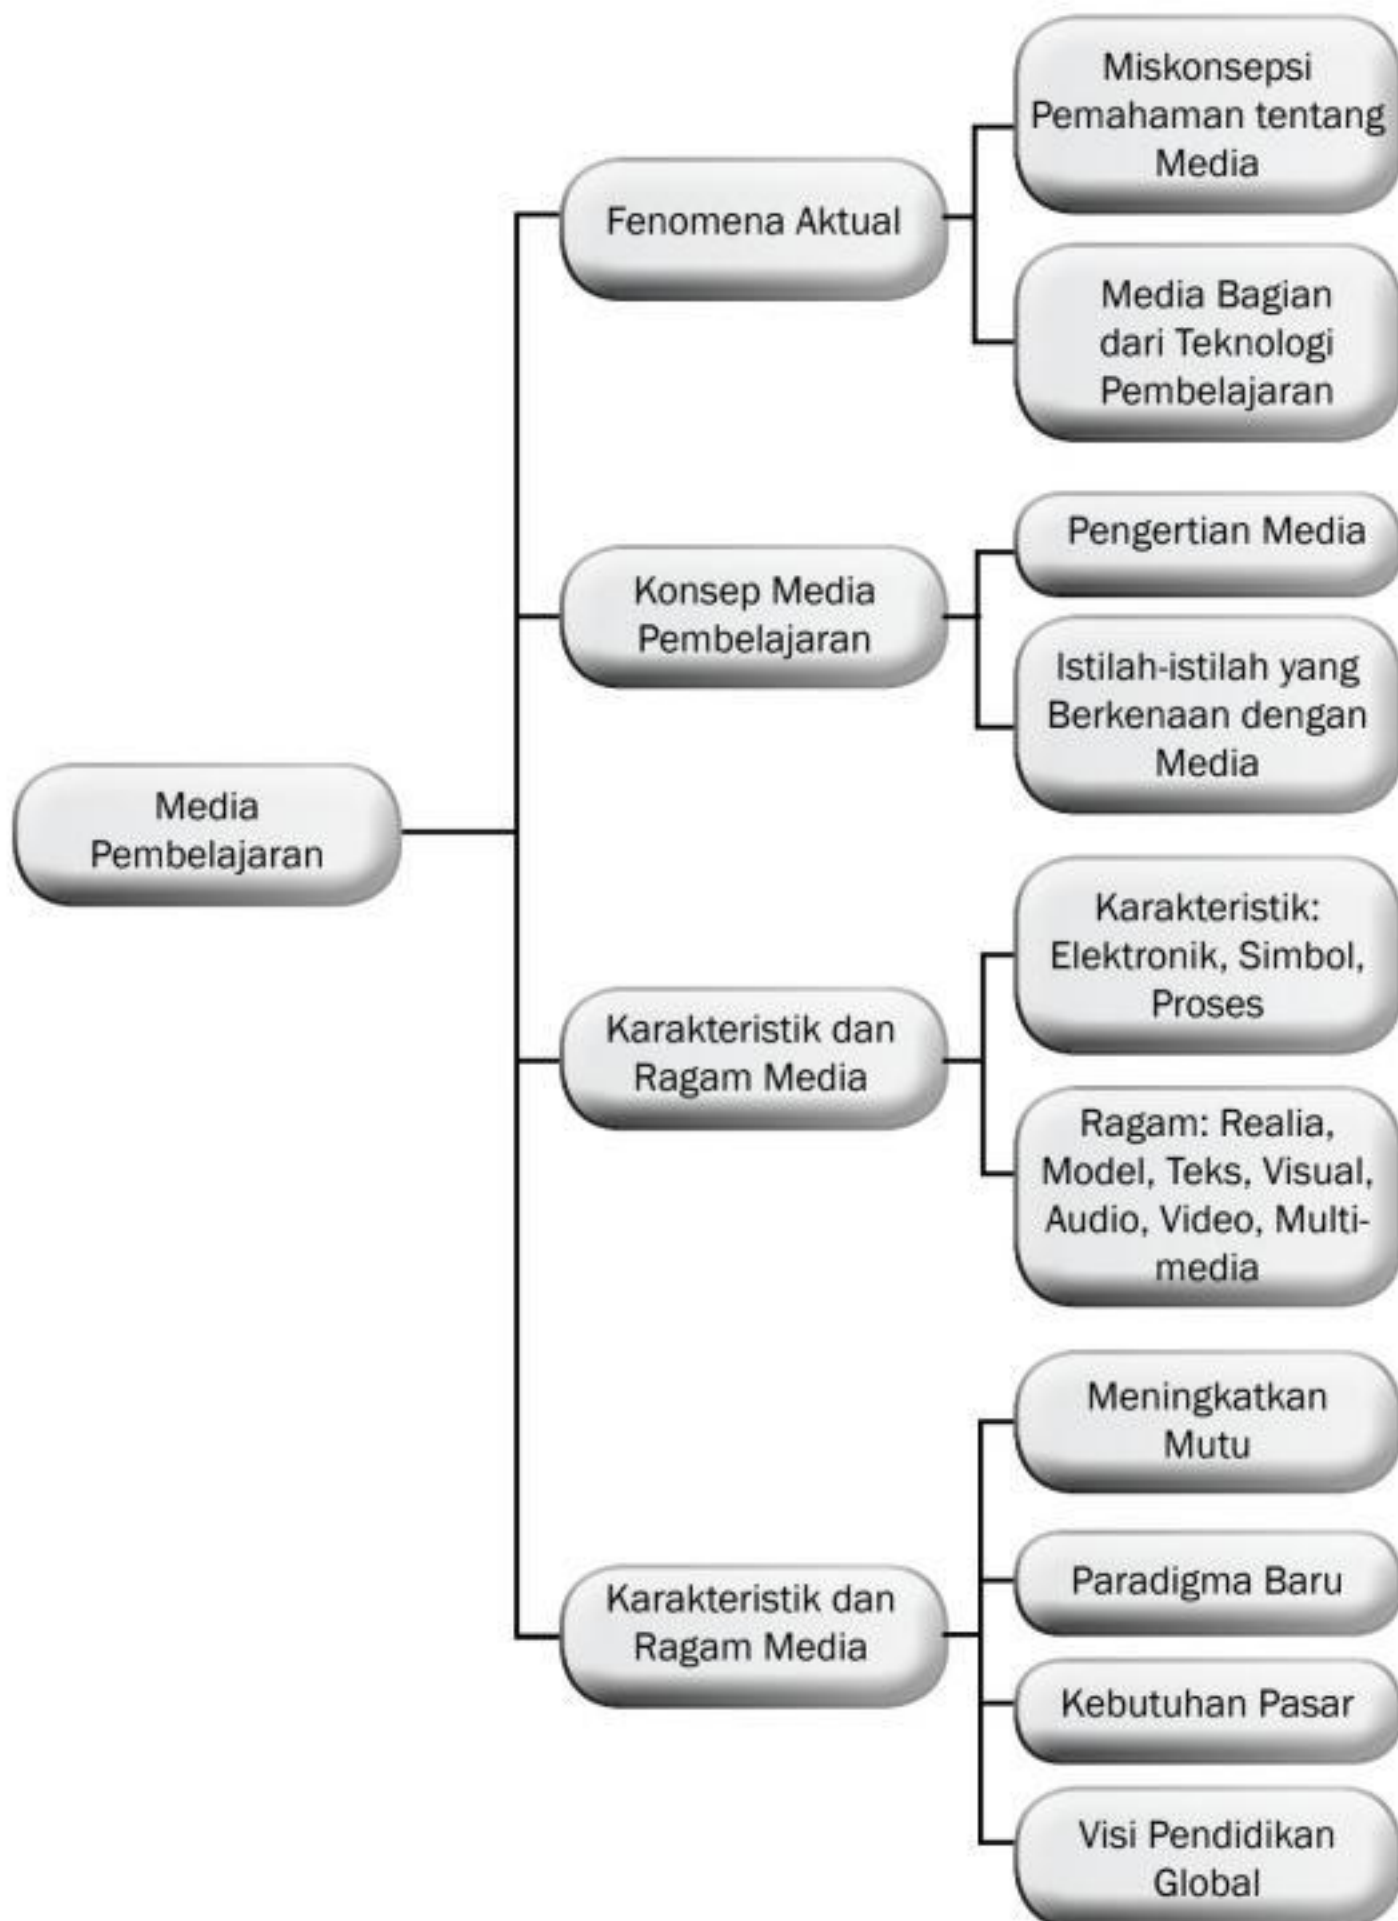 Media
Pembelajaran
Fenomena Aktual
Miskonsepsi
Pemahaman tentang
Media
Media Bagian
dari Teknologi
Pembelajaran
Konsep Media
Pembelajaran
Pengertian Media
Istilah-istilah yang
Berkenaan dengan
Media
Karakteristik dan
Ragam Media
Karakteristik:
Elektronik, Simbol,
Proses
Ragam: Realia,
Model, Teks, Visual,
Audio, Video, Multi-
media
Karakteristik dan
Ragam Media
Meningkatkan
Mutu
Paradigma Baru
Kebutuhan Pasar
Visi Pendidikan
Global